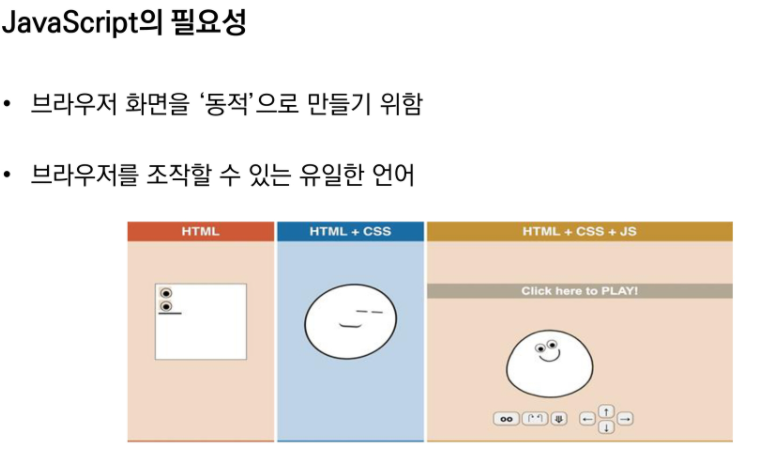 JavaScript의 필요성
• 브라우저 화면을 ‘동적’으로 만들기 위함
• 브라우저를 조작할 수 있는 유일한 언어
HTML
HTML + CSS
HTML + CSS + JS
Click here to PLAY!
← ↑ ↓ →